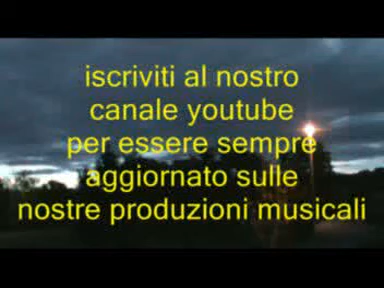 iscriviti al nostro
canale youtube
per essere sempre
aggiornato sulle
nostre produzioni musicali